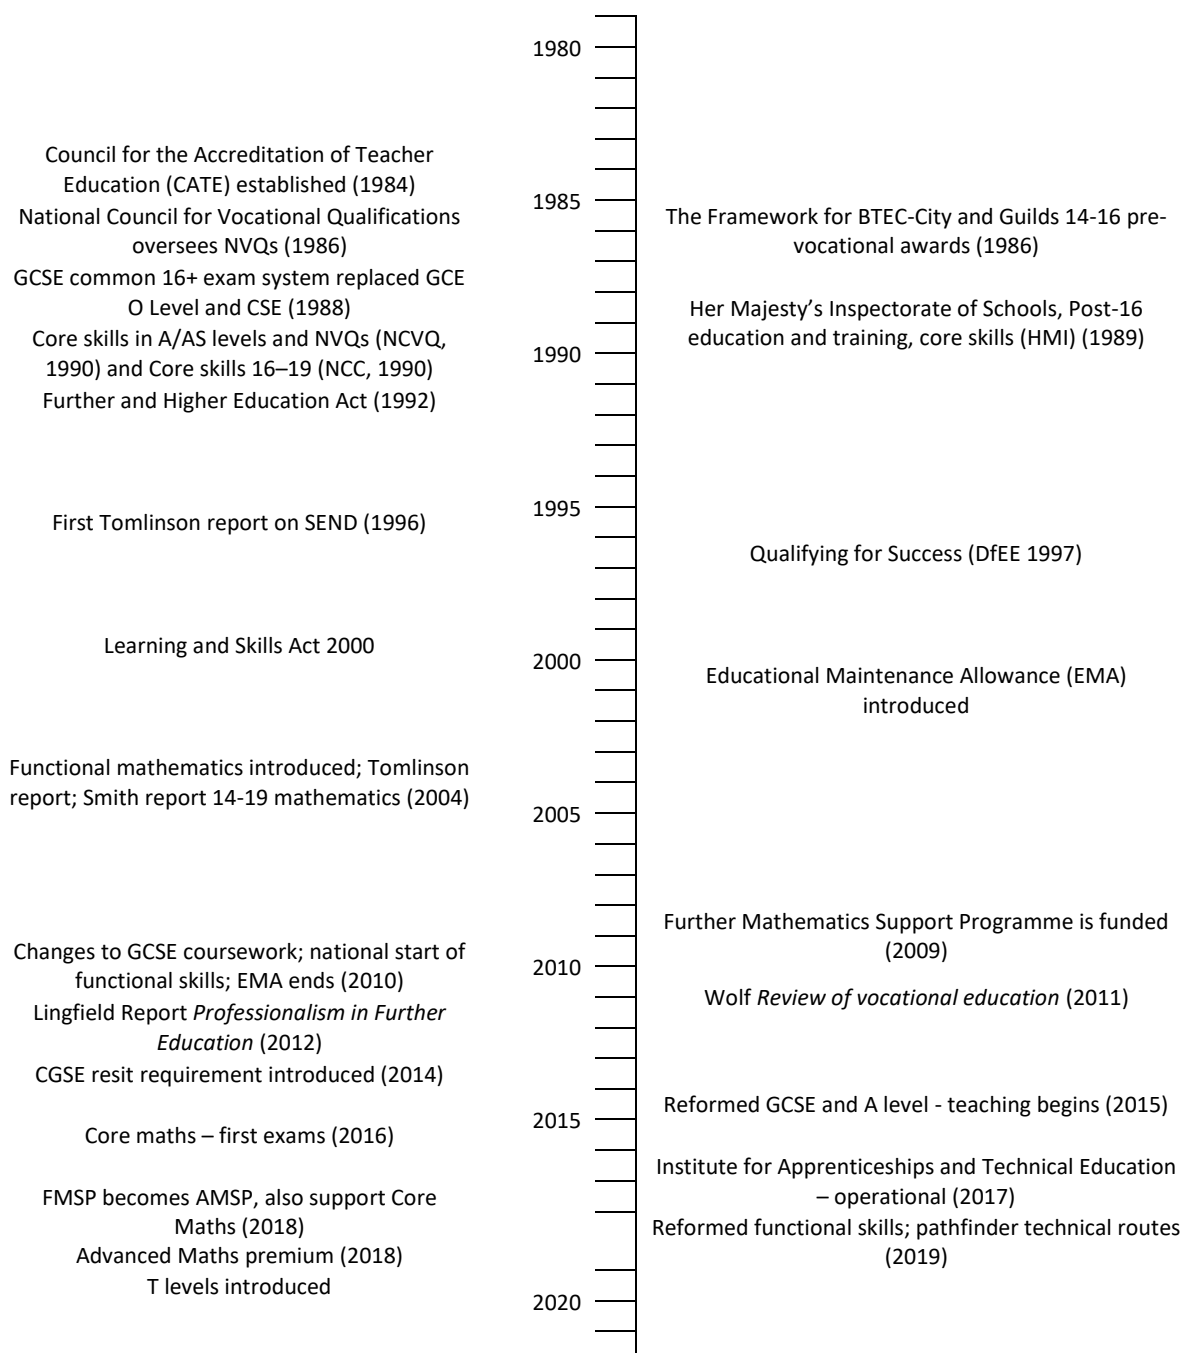 1980
Council for the Accreditation of Teacher
Education (CATE) established (1984)
1985
National Council for Vocational Qualifications
oversees NVQs (1986)
The Framework for BTEC-City and Guilds 14-16 pre-
vocational awards (1986)
GCSE common 16+ exam system replaced GCE
O Level and CSE (1988)
Her Majesty’s Inspectorate of Schools, Post-16
education and training, core skills (HMI) (1989)
Core skills in A/AS levels and NVQs (NCVQ,
1990) and Core skills 16–19 (NCC, 1990)
1990
Further and Higher Education Act (1992)
1995
First Tomlinson report on SEND (1996)
Qualifying for Success (DfEE 1997)
Learning and Skills Act 2000
2000
Educational Maintenance Allowance (EMA)
introduced
Functional mathematics introduced; Tomlinson
report; Smith report 14-19 mathematics (2004)
2005
Further Mathematics Support Programme is funded
(2009)
Changes to GCSE coursework; national start of
functional skills; EMA ends (2010)
2010
Wolf Review of vocational education (2011)
Lingfield Report Professionalism in Further
Education (2012)
CGSE resit requirement introduced (2014)
Reformed GCSE and A level - teaching begins (2015)
2015
Core maths – first exams (2016)
Institute for Apprenticeships and Technical Education
– operational (2017)
FMSP becomes AMSP, also support Core
Maths (2018)
Reformed functional skills; pathfinder technical routes
(2019)
Advanced Maths premium (2018)
T levels introduced
2020